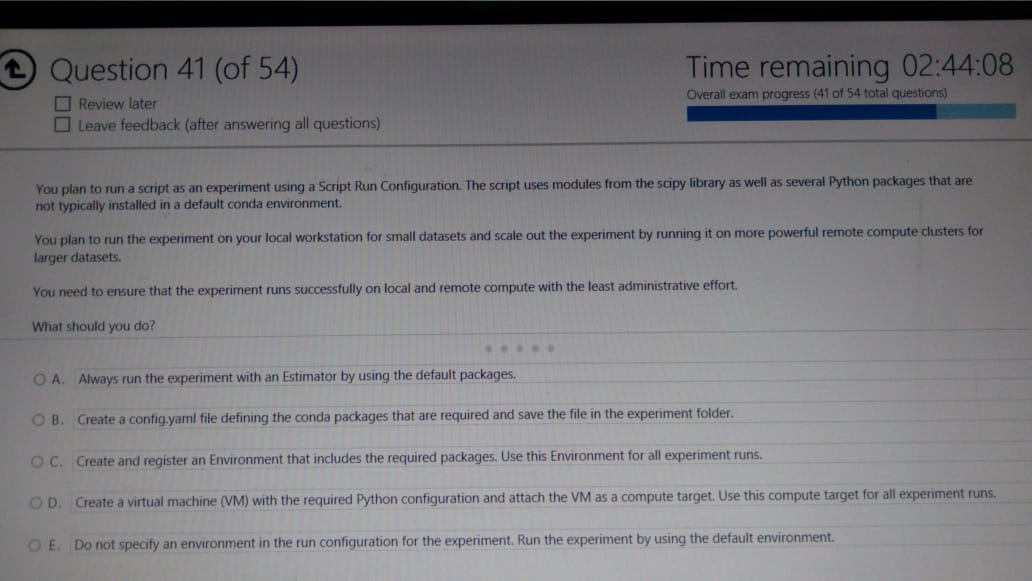 Question 41 (of 54)
Time remaining 02:44:08
Review later
Overall exam progress (41 of 54 total questions)
Leave feedback (after answering all questions)
You plan to run a script as an experiment using a Script Run Configuration. The script uses modules from the scipy library as well as several Python packages that are
not typically installed in a default conda environment.
You plan to run the experiment on your local workstation for small datasets and scale out the experiment by running it on more powerful remote compute clusters for
larger datasets.
You need to ensure that the experiment runs successfully on local and remote compute with the least administrative effort.
What should you do?
A. Always run the experiment with an Estimator by using the default packages.
B. Create a config.yaml file defining the conda packages that are required and save the file in the experiment folder.
C. Create and register an Environment that includes the required packages. Use this Environment for all experiment runs.
D. Create a virtual machine (VM) with the required Python configuration and attach the VM as a compute target. Use this compute target for all experiment runs.
E. Do not specify an environment in the run configuration for the experiment. Run the experiment by using the default environment.